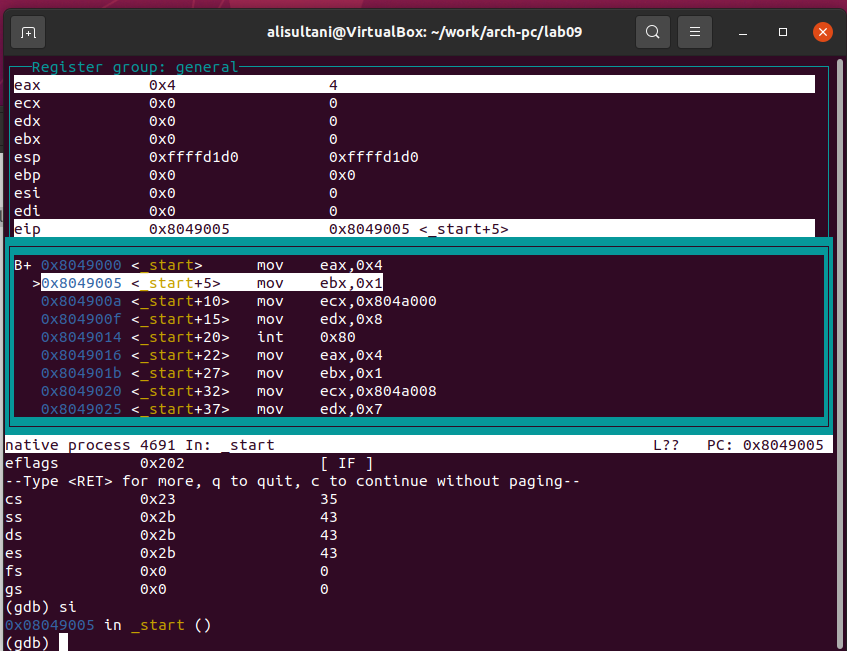 alisultani@VirtualBox: ~/work/arch-pc/lab09
Register group: general
eax 0x4 4
ecx 0x0 0
edx 0x0 0
ebx 0x0 0
esp 0xffffd1d0 0xffffd1d0
ebp 0x0 0x0
esi 0x0 0
edi 0x0 0
eip 0x8049005 0x8049005 <_start+5>
B+ 0x8049000 <_start> mov eax,0x4
>0x8049005 <_start+5> mov ebx,0x1
0x804900a <_start+10> mov ecx,0x804a000
0x804900f <_start+15> mov edx,0x8
0x8049014 <_start+20> int 0x80
0x8049016 <_start+22> mov eax,0x4
0x804901b <_start+27> mov ebx,0x1
0x8049020 <_start+32> mov ecx,0x804a008
0x8049025 <_start+37> mov edx,0x7
native process 4691 In: _start L?? PC: 0x8049005
eflags 0x202 [ IF ]
--Type <RET> for more, q to quit, c to continue without paging--
cs 0x23 35
ss 0x2b 43
ds 0x2b 43
es 0x2b 43
fs 0x0 0
gs 0x0 0
(gdb) si
0x08049005 in _start ()
(gdb)